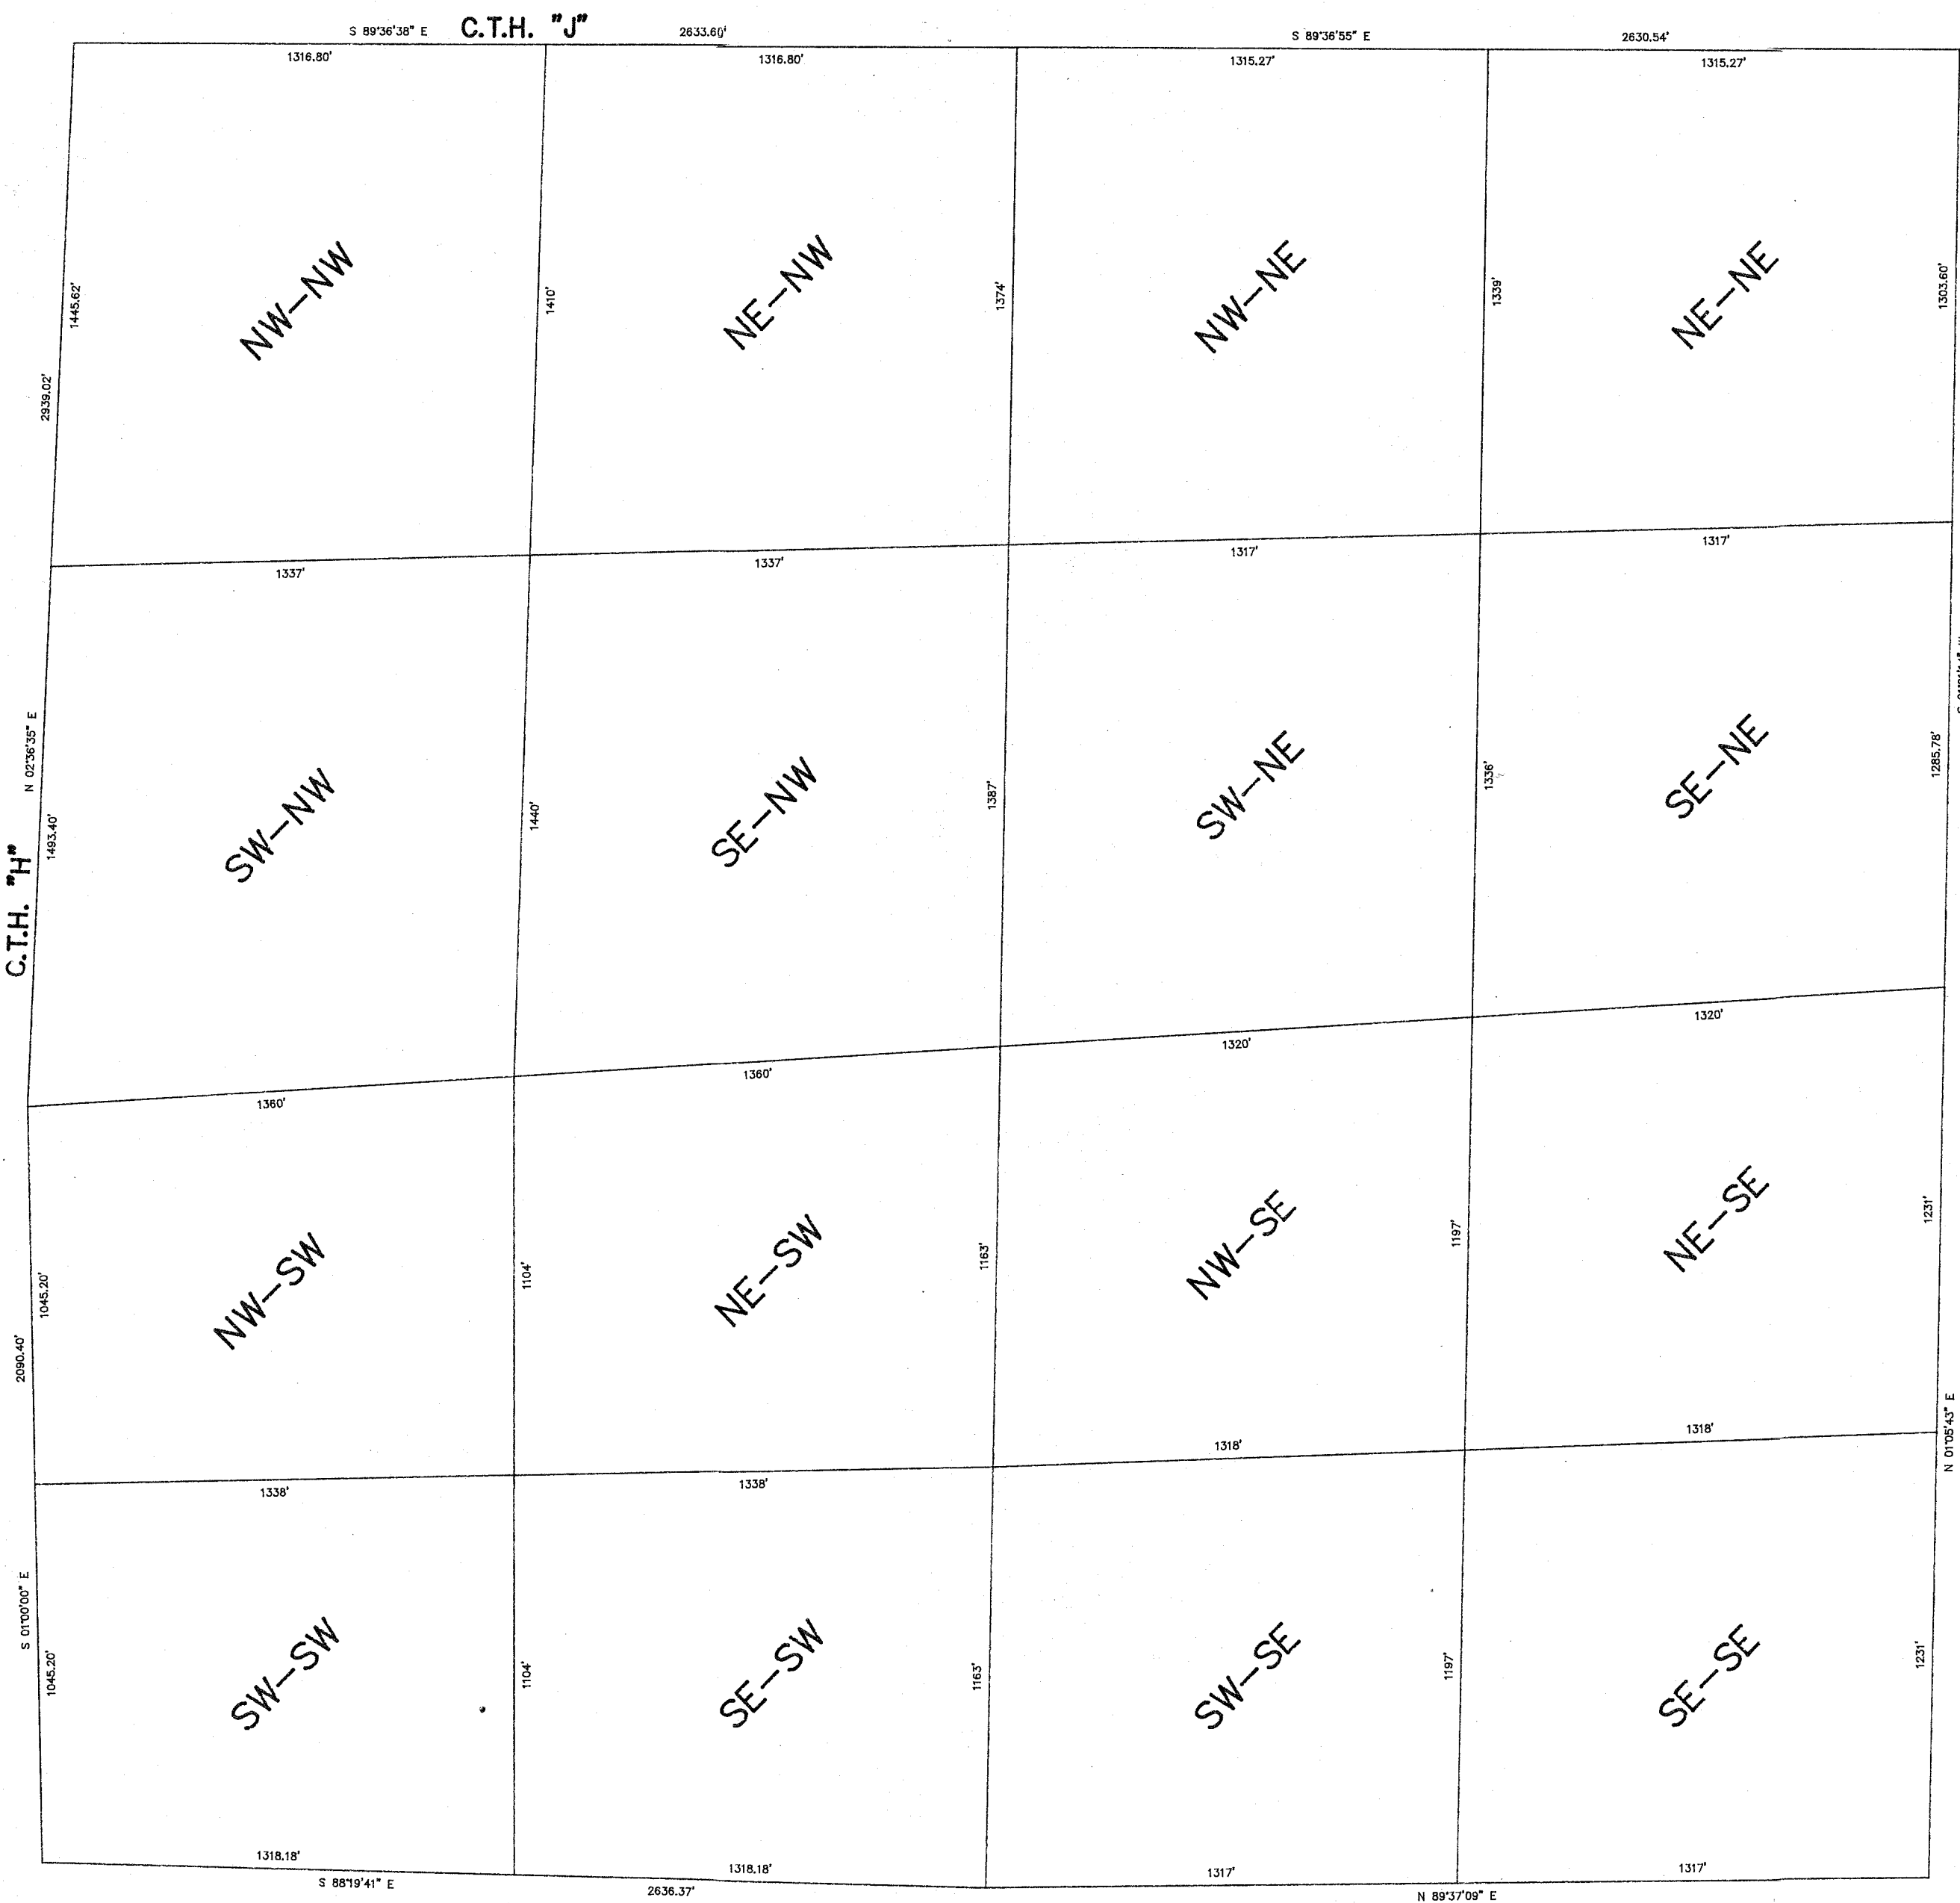 S 89°36'38" E
C.T.H. "J"
2633.60'
S 89°36'55" E
2630.54'
1316.80'
1316.80'
1315.27'
1315.27'
1445.62'
NW-NW
1410'
NE-NW
1374'
NW-NE
1339'
NE-NE
1303.60'
2939.02'
1337'
1337'
1317'
1317'
N 02°36'35" E
C.T.H. "H"
1493.40'
SW-NW
1440'
SE-NW
1387'
SW-NE
1336'
SE-NE
1285.78'
1360'
1360'
1320'
1320'
1045.20'
NW-SW
1104'
NE-SW
1163'
NW-SE
1197'
NE-SE
1231'
2090.40'
1338'
1338'
1318'
1318'
N 01°05'43" E
S 01°00'00" E
1045.20'
SW-SW
1104'
SE-SW
1163'
SW-SE
1197'
SE-SE
1231'
1318.18'
1318.18'
1317'
1317'
S 88°19'41" E
2636.37'
N 89°37'09" E